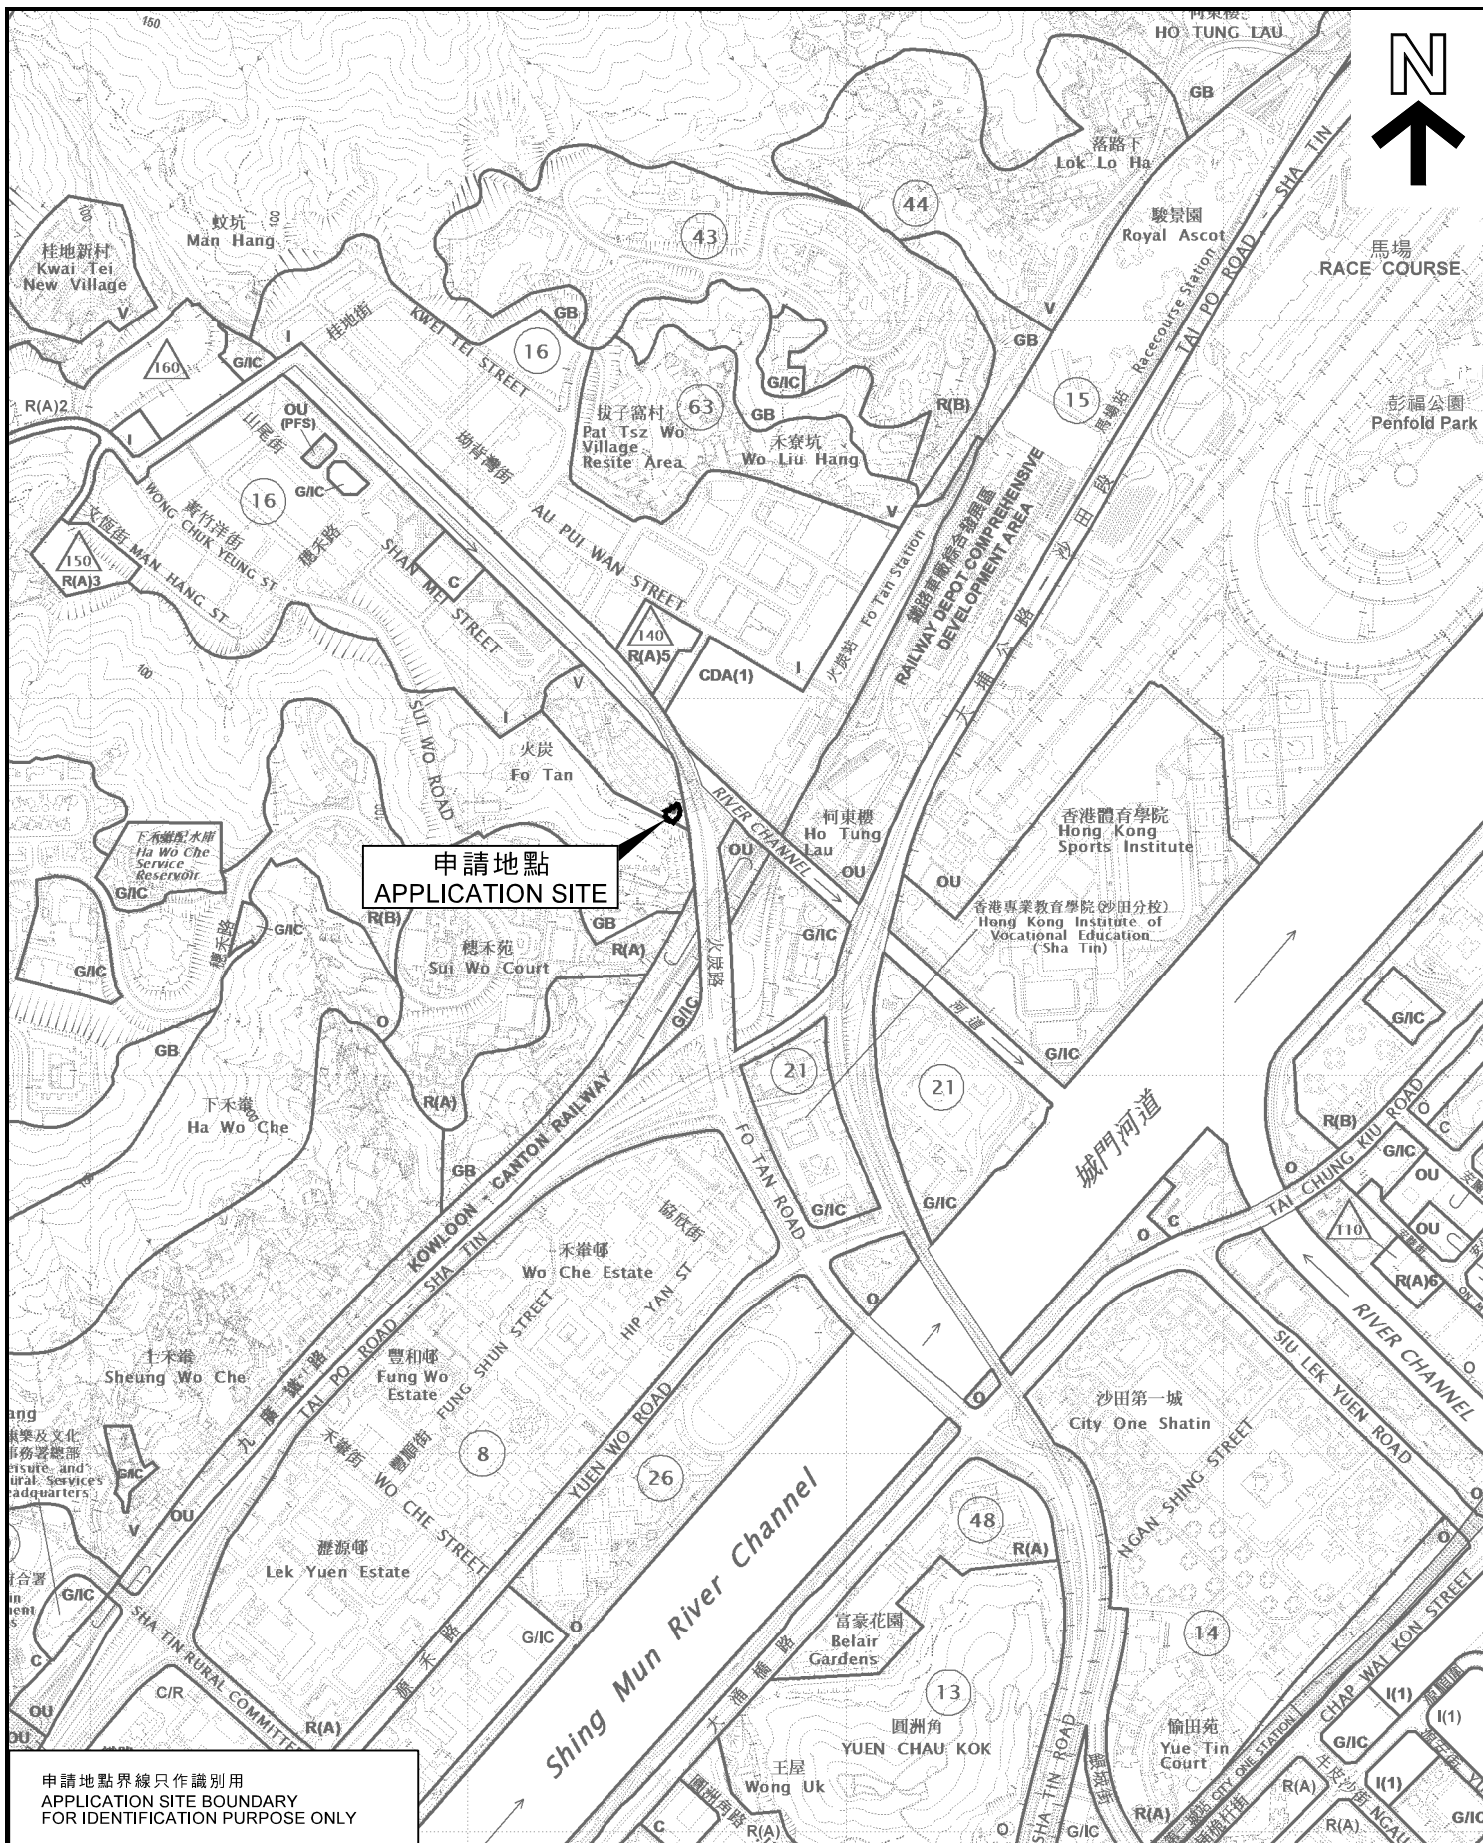 150
何東樓
HO TUNG LAU
N
GB
落路下
Lok Lo Ha
TAI PO ROAD - SHA TIN
44
駿景園
Royal Ascot
馬場
RACE COURSE
蚊坑
Man Hang
100
100
43
桂地新村
Kwai Tei
New Village
V
I
桂地街
KWEI TEI STREET
GB
16
V
GB
馬場站 Racecourse Station
160
G/IC
G/IC
15
R(A)2
I
OU
(PFS)
山尾街
拔子窩村
Pat Tsz Wo
Village
Resite Area
63
GB
R(B)
彭福公園
Penfold Park
禾寮坑
Wo Liu Hang
坳背灣街
G/IC
16
黃竹洋街
WONG CHUK YEUNG ST
穗禾路
V
AU PUI WAN STREET
文恆街 MAN HANG ST
150
R(A)3
SHAN MEI STREET
C
火炭站 Fo Tan Station
鐵路車廠綜合發展區
RAILWAY DEPOT COMPREHENSIVE
DEVELOPMENT AREA
大埔公路 - 沙田段
140
R(A)5
CDA(1)
I
100
V
I
SUI WO ROAD
火炭
Fo Tan
100
RIVER CHANNEL
柯東樓
Ho Tung
Lau
香港體育學院
Hong Kong
Sports Institute
下禾輋配水庫
Ha Wo Che
Service
Reservoir
G/IC
申請地點
APPLICATION SITE
OU
OU
OU
R(B)
GB
G/IC
香港專業教育學院(沙田分校)
Hong Kong Institute of
Vocational Education
(Sha Tin)
穗禾路
G/IC
穗禾苑
Sui Wo Court
R(A)
火炭路
G/IC
G/IC
O
河道
G/IC
G/IC
GB
21
21
R(A)
下禾輋
Ha Wo Che
城門河道
R(B)
O
C
GB
KOWLOON - CANTON RAILWAY
FO TAN ROAD
G/IC
O
TAI CHUNG KIU ROAD
OU
G/IC
G/IC
協欣街
C
O
110
OU
禾輋邨
Wo Che Estate
HIP YAN ST
R(A)6
O
TAI PO ROAD - SHA TIN
FUNG SHUN STREET
RIVER CHANNEL
上禾輋
Sheung Wo Che
豐和邨
Fung Wo
Estate
SIU LEK YUEN ROAD
O
九廣鐵路
O
沙田第一城
City One Shatin
禾輋街
WO CHE STREET
豐順街
8
YUEN WO ROAD
26
NGAN SHING STREET
G/IC
V
OU
48
R(A)
O
O
瀝源邨
Lek Yuen Estate
Shing Mun River Channel
G/IC
G/IC
O
SHA TIN RURAL COMMITTEE
富豪花園
Belair
Gardens
14
CHAP WAI KON STREET
C
C/R
源禾路
大涌橋路
13
I(1)
I(1)
OU
OU
R(A)
圓洲角
YUEN CHAU KOK
愉田苑
Yue Tin
Court
G/IC
王屋
Wong Uk
SHA TIN ROAD
銀城街
CITY ONE STATION
牛皮沙街
R(A)
I(1)
圓洲角路
C
R(A)
O
G/IC
R(A)
R(A)
G/IC
申請地點界線只作識別用
APPLICATION SITE BOUNDARY
FOR IDENTIFICATION PURPOSE ONLY